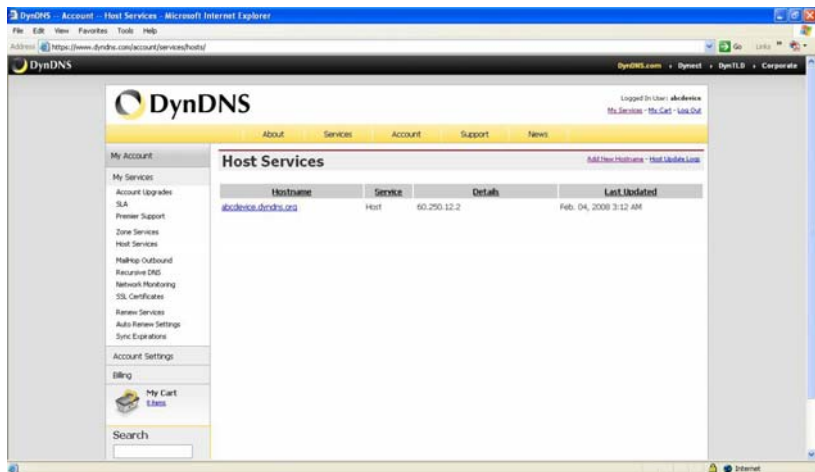 DynDNS -- Account -- Host Services - Microsoft Internet Explorer
File Edit View Favorites Tools Help
Address https://www.dyndns.com/account/services/hosts/ Go Links
DynDNS DynDNS.com Dynect DynTLD Corporate
DynDNS
Logged In User: abcdevice
My Services - My Cart - Log Out
About Services Account Support News
My Account
My Services
Account Upgrades
SLA
Premier Support
Zone Services
Host Services
MailHop Outbound
Recursive DNS
Network Monitoring
SSL Certificates
Renew Services
Auto Renew Settings
Sync Expirations
Account Settings
Billing
My Cart
0 items
Search
Host Services
Add New Hostname - Host Update Logs
Hostname Service Details Last Updated
abcdevice.dyndns.org Host 60.250.12.2 Feb. 04, 2008 3:12 AM
Internet